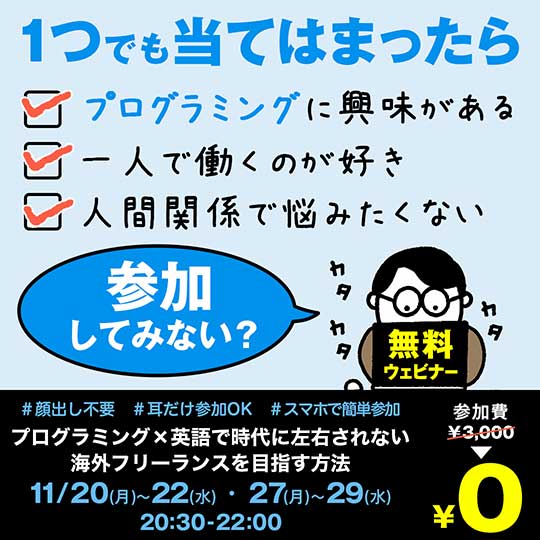 1つでも当てはまったら
プログラミングに興味がある
一人で働くのが好き
人間関係で悩みたくない
参加
してみない?
カタ
カタ
カタ
無料
ウェビナー
#顔出し不要 #耳だけ参加OK #スマホで簡単参加
プログラミング×英語で時代に左右されない
海外フリーランスを目指す方法
11/20(月)~22(水)・27(月)~29(水)
20:30-22:00
参加費
¥3,000
¥0